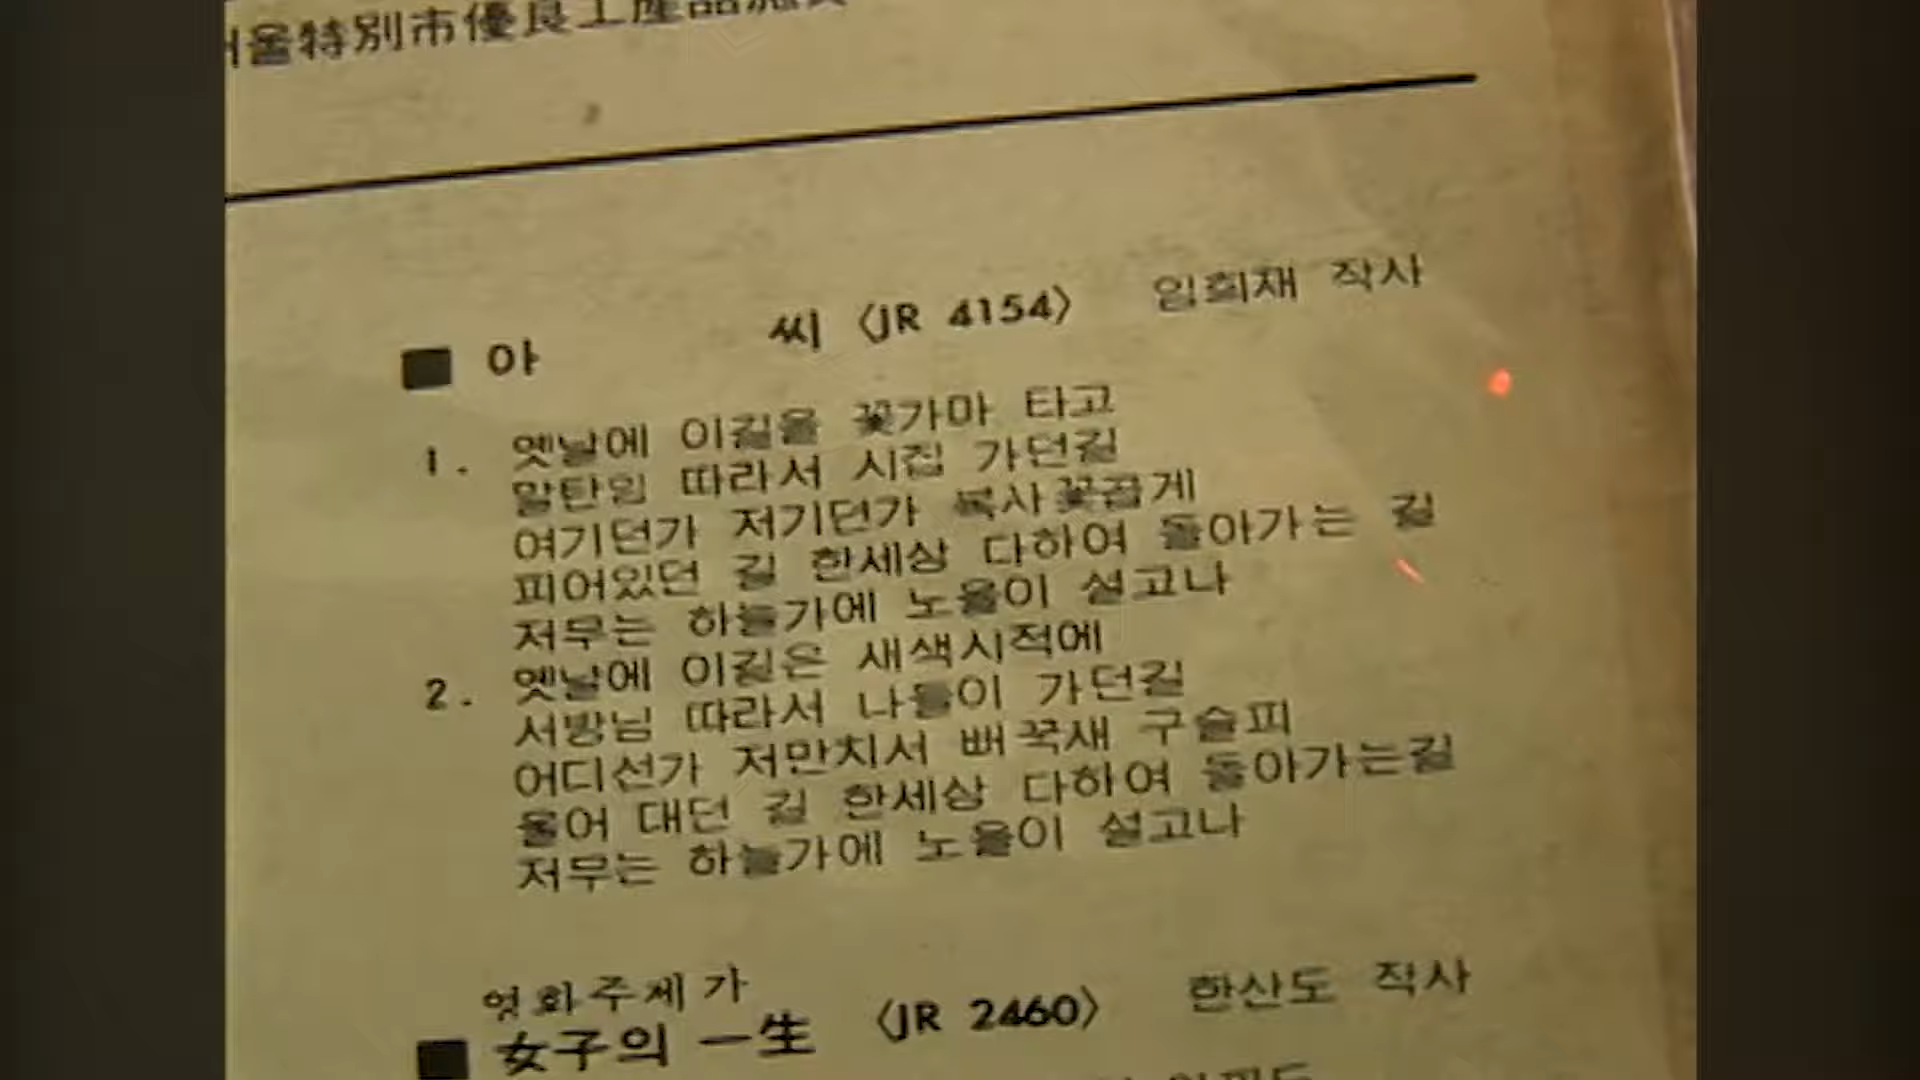 서울特別市優良工産品施賞
■ 아 씨 〈JR 4154〉 임희재 작사
1. 옛날에 이길을 꽃가마 타고
말탄임 따라서 시집 가던길
여기던가 저기던가 복사꽃곱게
피어있던 길 한세상 다하여 돌아가는 길
저무는 하늘가에 노을이 설고나
2. 옛날에 이길은 새색시적에
서방님 따라서 나들이 가던길
어디선가 저만치서 뻐꾹새 구슬피
울어 대던 길 한세상 다하여 돌아가는길
저무는 하늘가에 노을이 설고나
영화주제가
■ 女子의 一生 〈JR 2460〉 한산도 작사